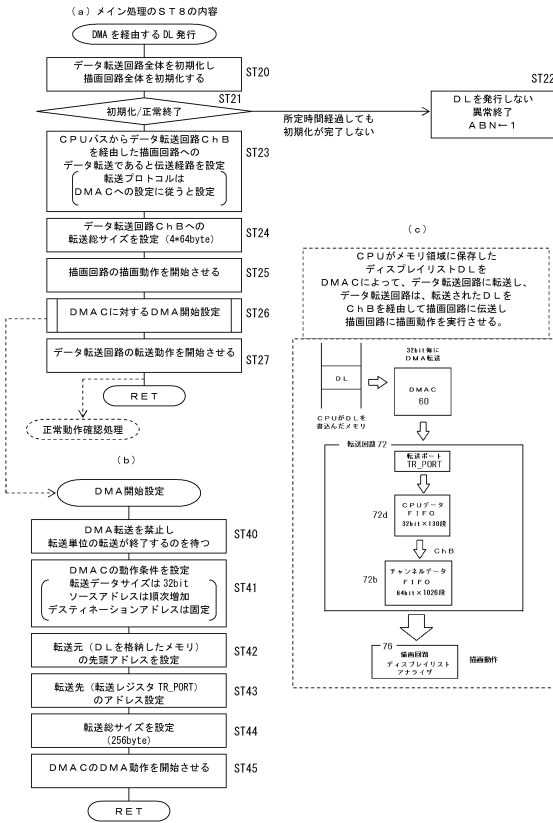 (a)メイン処理のST8の内容
DMAを経由するDL発行
データ転送回路全体を初期化し
描画回路全体を初期化する
ST20
ST21
初期化/正常終了
所定時間経過しても
初期化が完了しない
ST22
DLを発行しない
異常終了
ABN←1
CPUバスからデータ転送回路ChB
を経由した描画回路への
データ転送であると伝送経路を設定
転送プロトコルは
DMACへの設定に従うと設定
ST23
データ転送回路ChBへの
転送総サイズを設定(4*64byte)
ST24
描画回路の描画動作を開始させる
ST25
DMACに対するDMA開始設定
ST26
データ転送回路の転送動作を開始させる
ST27
RET
正常動作確認処理
(b)
DMA開始設定
DMA転送を禁止し
転送単位の転送が終了するのを待つ
ST40
DMACの動作条件を設定
転送データサイズは32bit
ソースアドレスは順次増加
デスティネーションアドレスは固定
ST41
転送元(DLを格納したメモリ)
の先頭アドレスを設定
ST42
転送先(転送レジスタTR_PORT)
のアドレス設定
ST43
転送総サイズを設定
(256byte)
ST44
DMACのDMA動作を開始させる
ST45
RET
(c)
CPUがメモリ領域に保存した
ディスプレイリストDLを
DMACによって、データ転送回路に転送し、
データ転送回路は、転送されたDLを
ChBを経由して描画回路に伝送し
描画回路に描画動作を実行させる。
32bit毎に
DMA転送
DL
DMAC
60
CPUがDLを
書込んだメモリ
転送回路72
転送ポート
TR_PORT
CPUデータ
FIFO
32bit×130段
72d
ChB
チャンネルデータ
FIFO
64bit×1026段
72b
76
描画回路
ディスプレイリスト
アナライザ
描画動作